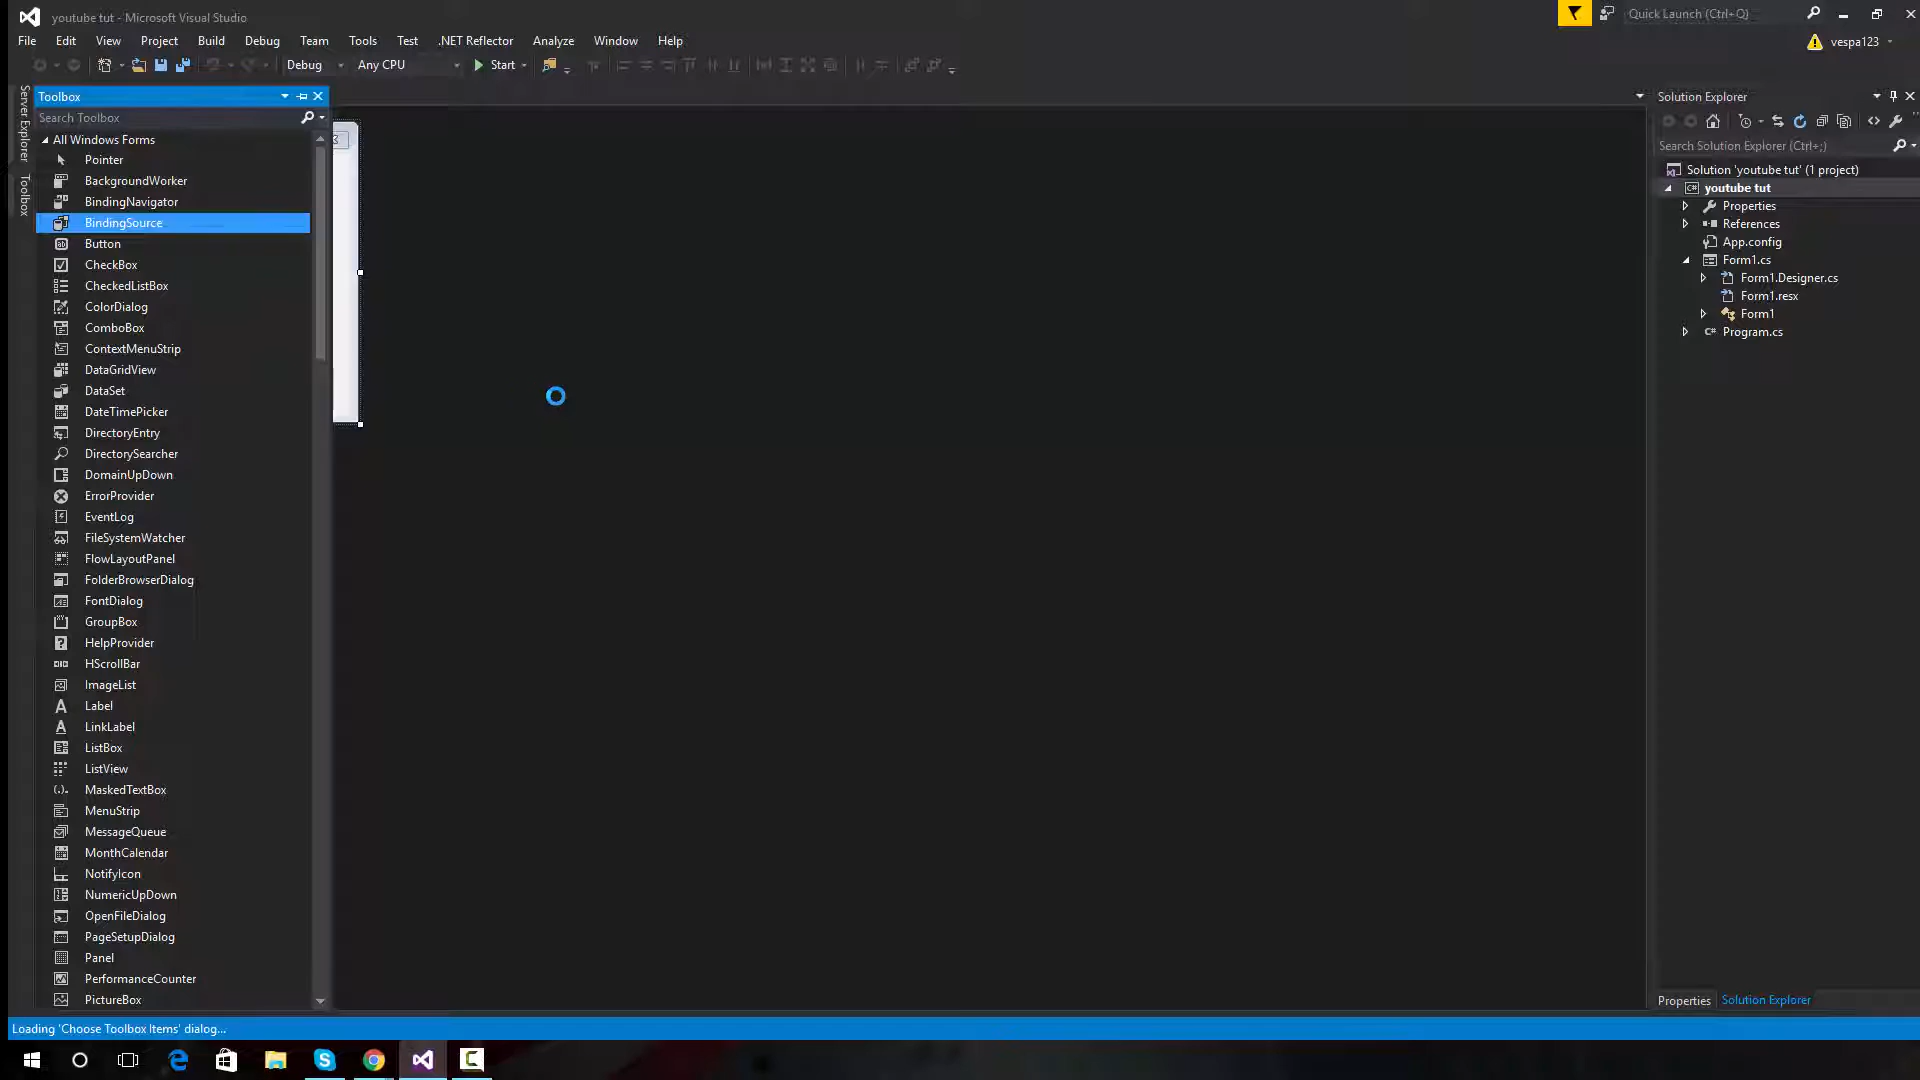 youtube tut - Microsoft Visual Studio
Quick Launch (Ctrl+Q)
File Edit View Project Build Debug Team Tools Test .NET Reflector Analyze Window Help
vespa123
Debug Any CPU Start
Server Explorer
Toolbox
Toolbox
Search Toolbox
All Windows Forms
Pointer
BackgroundWorker
BindingNavigator
BindingSource
Button
CheckBox
CheckedListBox
ColorDialog
ComboBox
ContextMenuStrip
DataGridView
DataSet
DateTimePicker
DirectoryEntry
DirectorySearcher
DomainUpDown
ErrorProvider
EventLog
FileSystemWatcher
FlowLayoutPanel
FolderBrowserDialog
FontDialog
GroupBox
HelpProvider
HScrollBar
ImageList
Label
LinkLabel
ListBox
ListView
MaskedTextBox
MenuStrip
MessageQueue
MonthCalendar
NotifyIcon
NumericUpDown
OpenFileDialog
PageSetupDialog
Panel
PerformanceCounter
PictureBox
Solution Explorer
Search Solution Explorer (Ctrl+;)
Solution 'youtube tut' (1 project)
youtube tut
Properties
References
App.config
Form1.cs
Form1.Designer.cs
Form1.resx
Form1
Program.cs
Properties Solution Explorer
Loading 'Choose Toolbox Items' dialog...